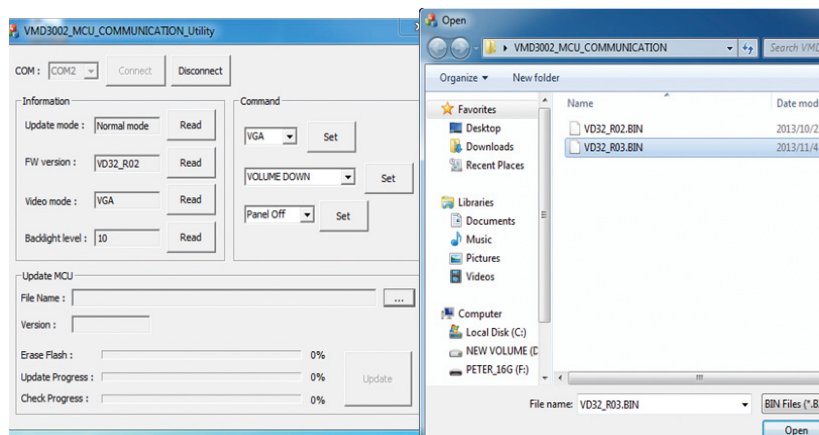 VMD3002_MCU_COMMUNICATION_Utility
COM : COM2 Connect Disconnect
Information
Update mode : Normal mode Read
FW version : VD32_R02 Read
Video mode : VGA Read
Backlight level : 10 Read
Command
VGA Set
VOLUME DOWN Set
Panel Off Set
Update MCU
File Name : ...
Version :
Erase Flash : 0%
Update Progress : 0%
Check Progress : 0%
Update
Open
VMD3002_MCU_COMMUNICATION Search VMD
Organize New folder
Favorites
Desktop
Downloads
Recent Places
Libraries
Documents
Music
Pictures
Videos
Computer
Local Disk (C:)
NEW VOLUME (D
PETER_16G (F:)
Name Date mod
VD32_R02.BIN 2013/10/2
VD32_R03.BIN 2013/11/4
File name: VD32_R03.BIN BIN Files (*.B
Open